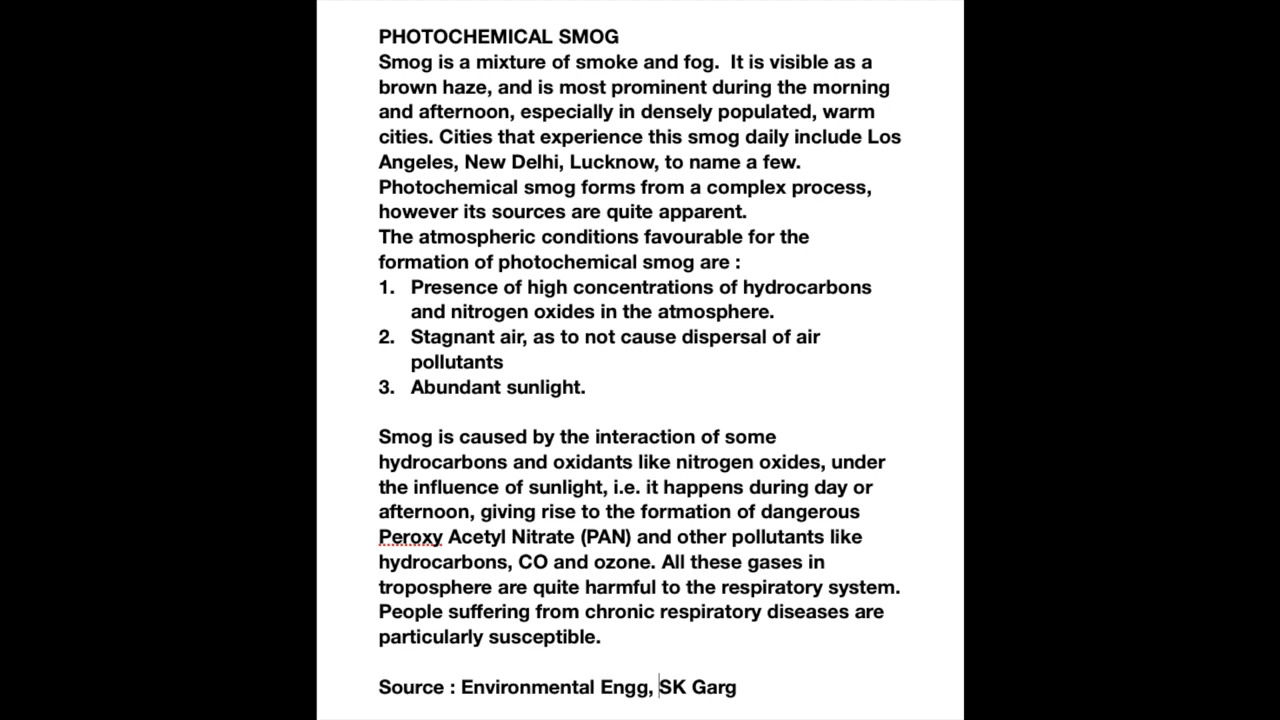 PHOTOCHEMICAL SMOG
Smog is a mixture of smoke and fog.  It is visible as a
brown haze, and is most prominent during the morning
and afternoon, especially in densely populated, warm
cities. Cities that experience this smog daily include Los
Angeles, New Delhi, Lucknow, to name a few.
Photochemical smog forms from a complex process,
however its sources are quite apparent.
The atmospheric conditions favourable for the
formation of photochemical smog are :
1. Presence of high concentrations of hydrocarbons
and nitrogen oxides in the atmosphere.
2. Stagnant air, as to not cause dispersal of air
pollutants
3. Abundant sunlight.
Smog is caused by the interaction of some
hydrocarbons and oxidants like nitrogen oxides, under
the influence of sunlight, i.e. it happens during day or
afternoon, giving rise to the formation of dangerous
Peroxy Acetyl Nitrate (PAN) and other pollutants like
hydrocarbons, CO and ozone. All these gases in
troposphere are quite harmful to the respiratory system.
People suffering from chronic respiratory diseases are
particularly susceptible.
Source : Environmental Engg, SK Garg